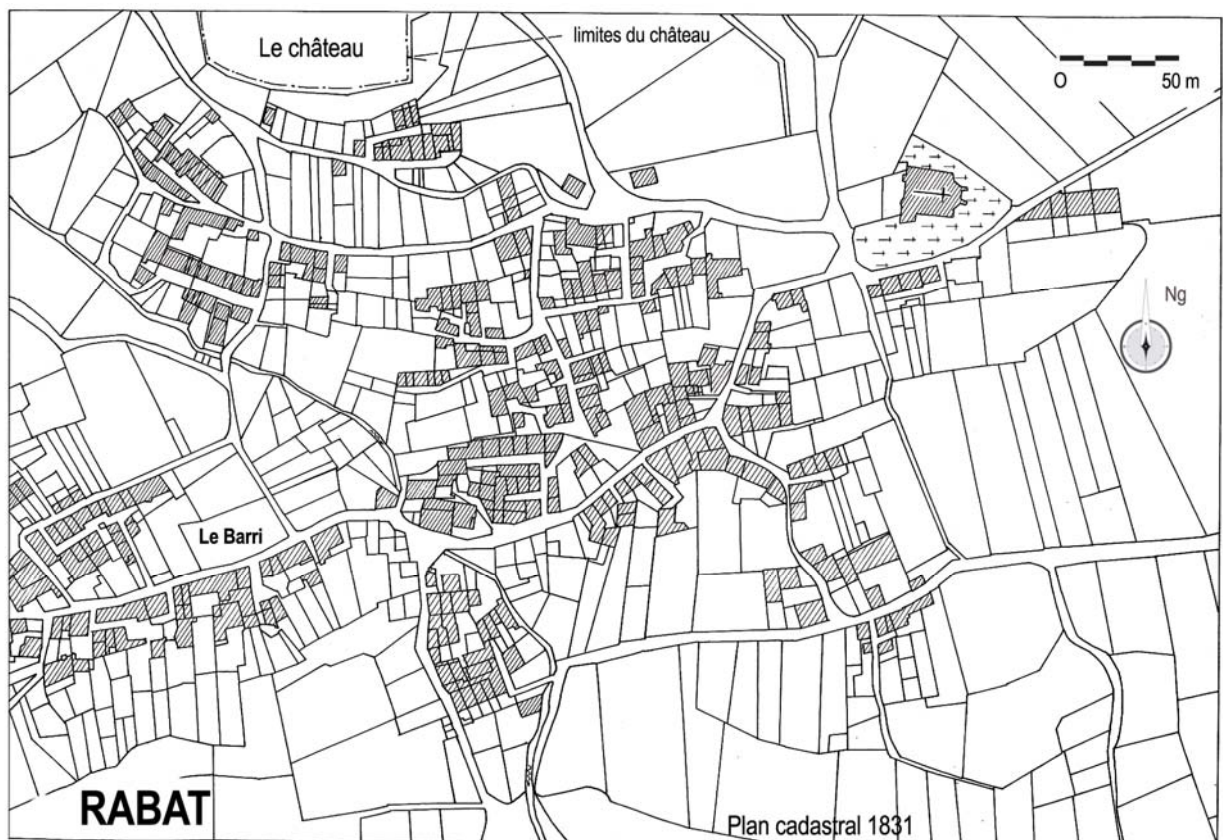 Le château
limites du château
O 50 m
Ng
Le Barri
RABAT
Plan cadastral 1831